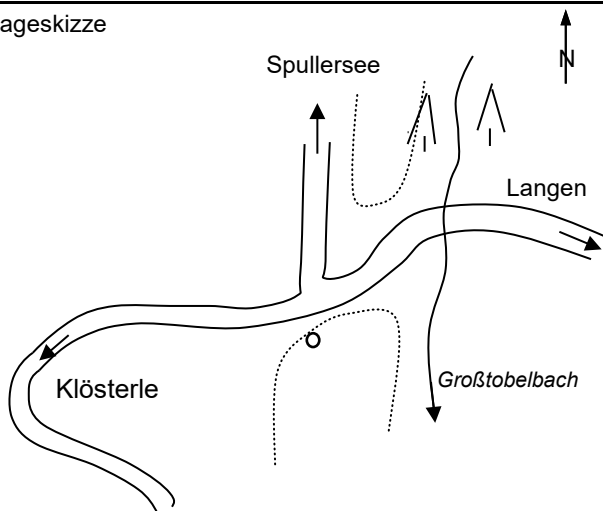 ageskizze
N
Spullersee
Langen
Großtobelbach
Klösterle